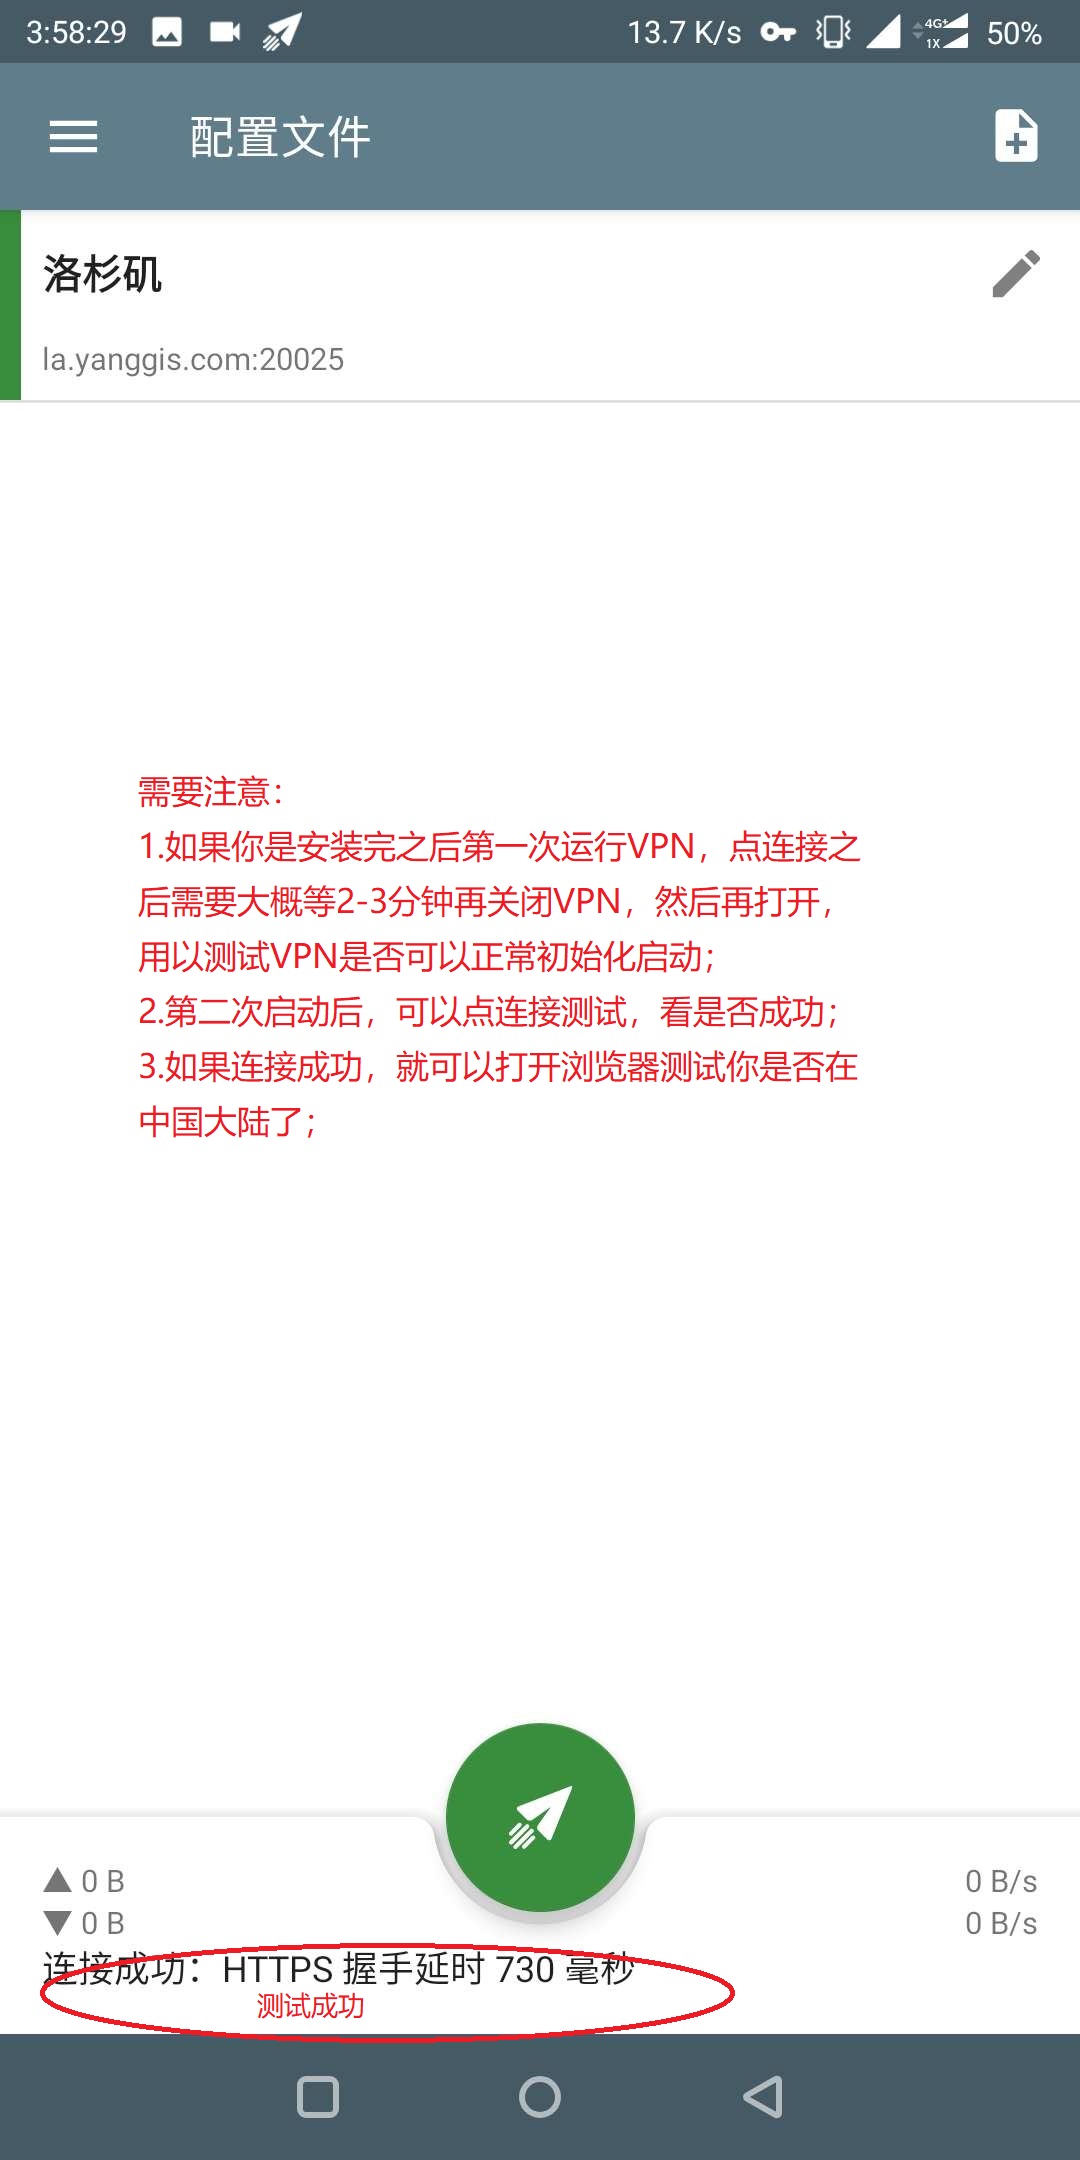 3:58:29 13.7 K/s 4G+ 1X 50%
配置文件
洛杉矶
la.yanggis.com:20025
需要注意：
1.如果你是安装完之后第一次运行VPN，点连接之
后需要大概等2-3分钟再关闭VPN，然后再打开，
用以测试VPN是否可以正常初始化启动；
2.第二次启动后，可以点连接测试，看是否成功；
3.如果连接成功，就可以打开浏览器测试你是否在
中国大陆了；
▲ 0 B 0 B/s
▼ 0 B 0 B/s
连接成功：HTTPS 握手延时 730 毫秒
测试成功